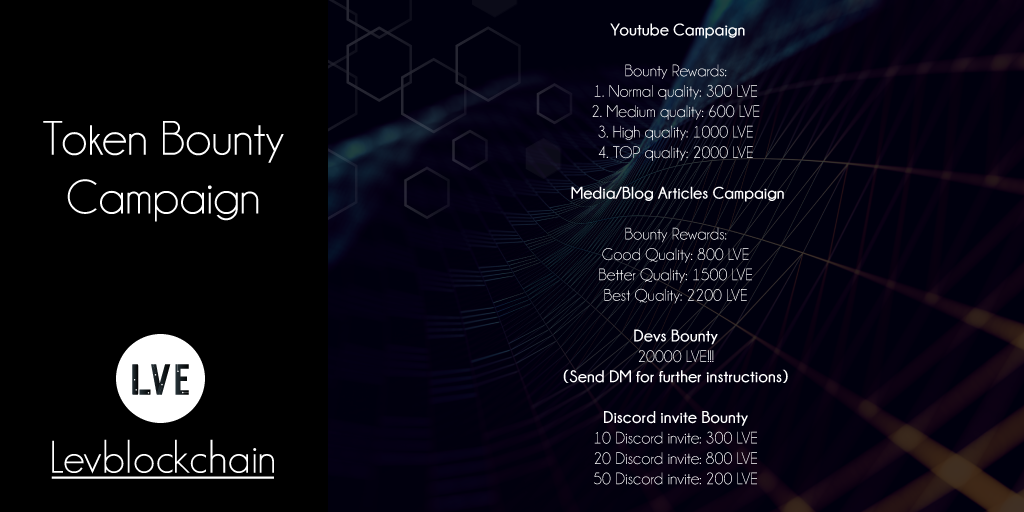 Token Bounty
Campaign
LVE
Levblockchain
Youtube Campaign
Bounty Rewards:
1. Normal quality: 300 LVE
2. Medium quality: 600 LVE
3. High quality: 1000 LVE
4. TOP quality: 2000 LVE
Media/Blog Articles Campaign
Bounty Rewards:
Good Quality: 800 LVE
Better Quality: 1500 LVE
Best Quality: 2200 LVE
Devs Bounty
20000 LVE!!!
(Send DM for further instructions)
Discord invite Bounty
10 Discord invite: 300 LVE
20 Discord invite: 800 LVE
50 Discord invite: 200 LVE